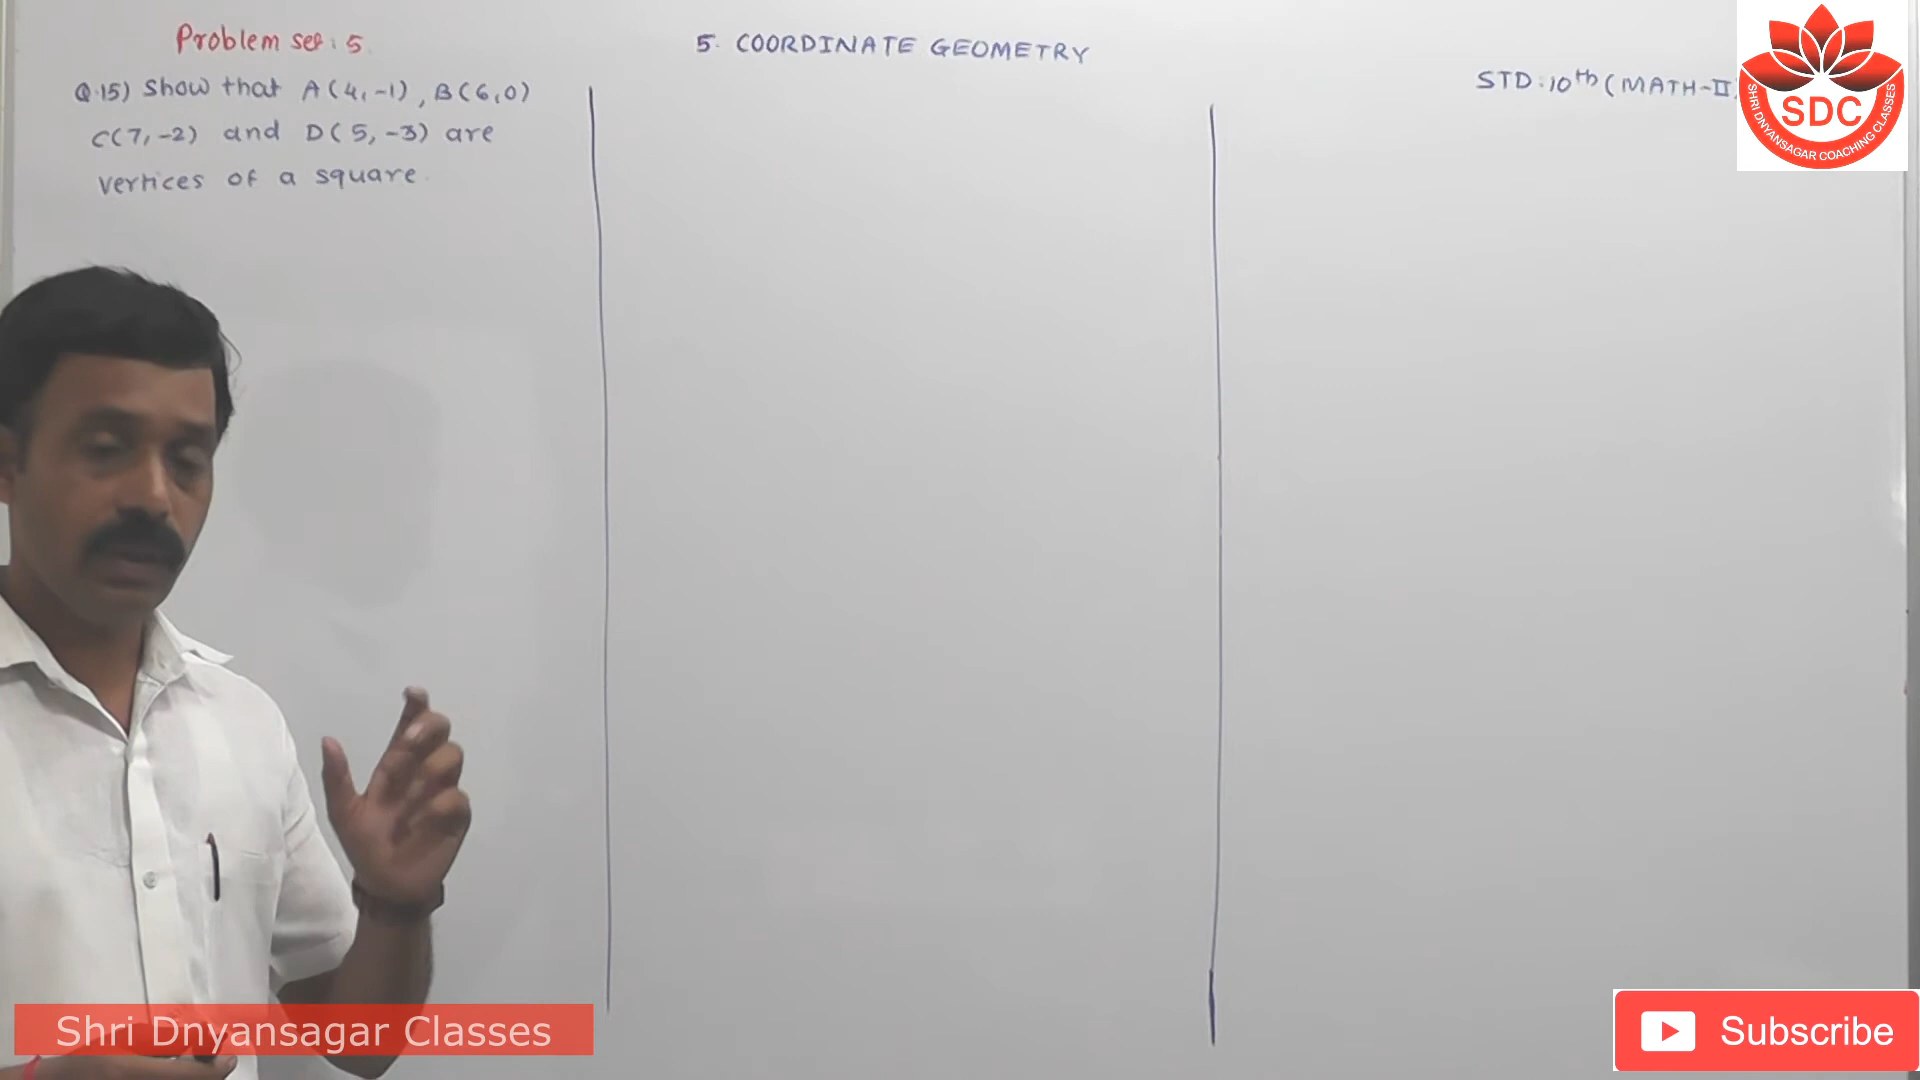 Problem set : 5.
5. COORDINATE GEOMETRY
STD : 10th (MATH-II)
Q.15) Show that A(4,-1), B(6,0)
C(7,-2) and D(5,-3) are
vertices of a square.
SDC
SHRI DNYANSAGAR COACHING CLASSES
Shri Dnyansagar Classes
Subscribe